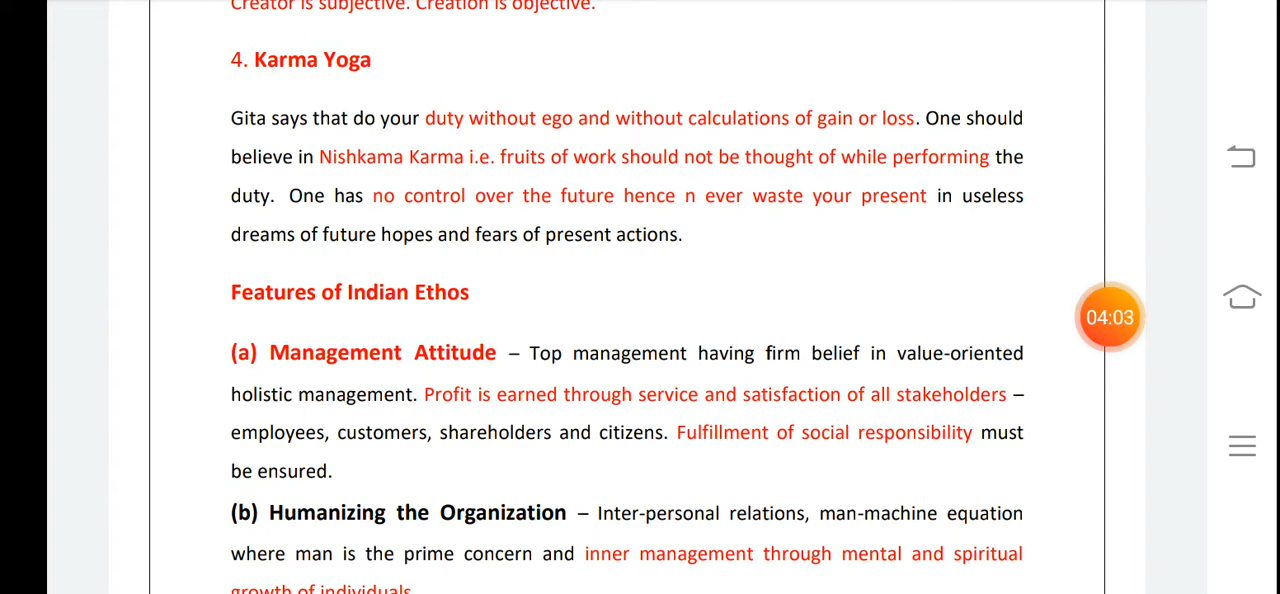 Creator is subjective. Creation is objective.
4. Karma Yoga
Gita says that do your duty without ego and without calculations of gain or loss. One should
believe in Nishkama Karma i.e. fruits of work should not be thought of while performing the
duty. One has no control over the future hence n ever waste your present in useless
dreams of future hopes and fears of present actions.
Features of Indian Ethos
(a) Management Attitude – Top management having firm belief in value-oriented
holistic management. Profit is earned through service and satisfaction of all stakeholders –
04:03
employees, customers, shareholders and citizens. Fulfillment of social responsibility must
be ensured.
(b) Humanizing the Organization – Inter-personal relations, man-machine equation
where man is the prime concern and inner management through mental and spiritual
growth of individuals.